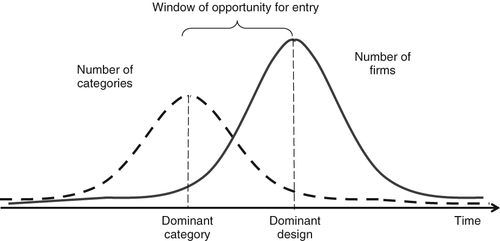 Window of opportunity for entry
Number of
categories
Number of
firms
Dominant
category
Dominant
design
Time